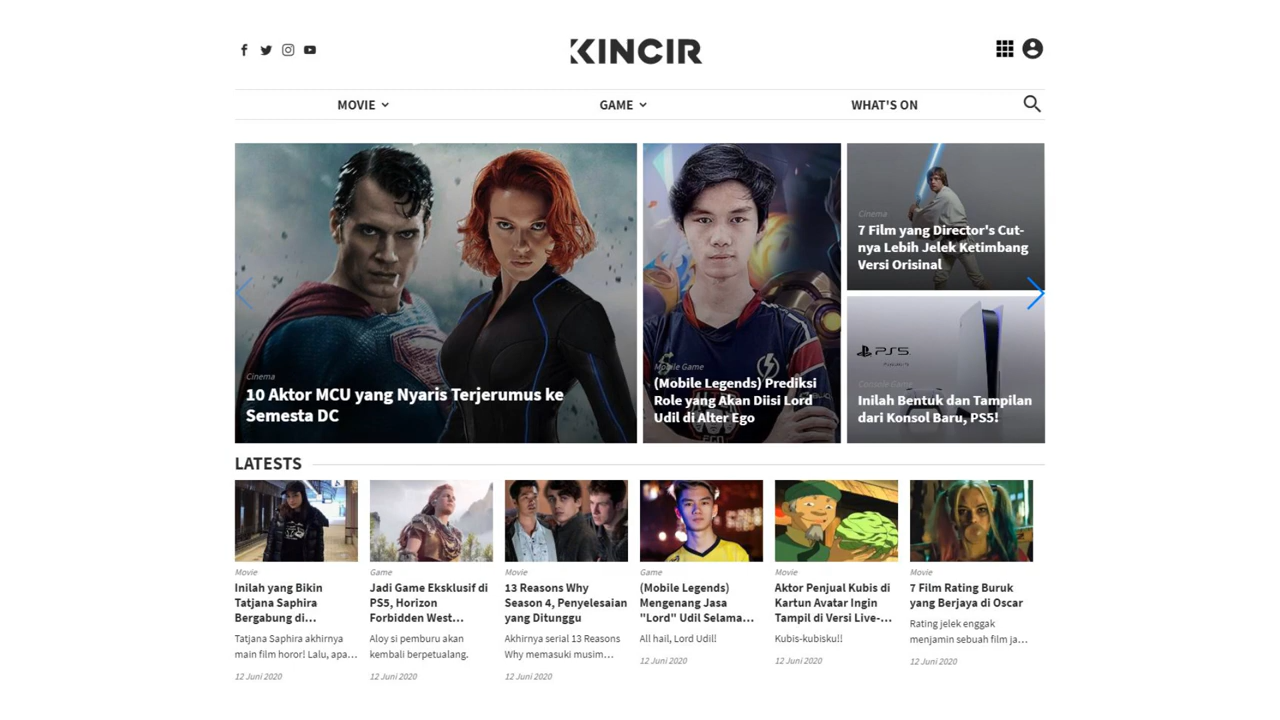 KINCIR
MOVIE
GAME
WHAT'S ON
Cinema
10 Aktor MCU yang Nyaris Terjerumus ke
Semesta DC
Mobile Game
(Mobile Legends) Prediksi
Role yang Akan Diisi Lord
Udil di Alter Ego
Cinema
7 Film yang Director's Cut-
nya Lebih Jelek Ketimbang
Versi Orisinal
PS5
Console Game
Inilah Bentuk dan Tampilan
dari Konsol Baru, PS5!
LATESTS
Movie
Inilah yang Bikin
Tatjana Saphira
Bergabung di...
Tatjana Saphira akhirnya
main film horor! Lalu, apa...
12 Juni 2020
Game
Jadi Game Eksklusif di
PS5, Horizon
Forbidden West...
Aloy si pemburu akan
kembali berpetualang.
12 Juni 2020
Movie
13 Reasons Why
Season 4, Penyelesaian
yang Ditunggu
Akhirnya serial 13 Reasons
Why memasuki musim...
12 Juni 2020
Game
(Mobile Legends)
Mengenang Jasa
"Lord" Udil Selama...
All hail, Lord Udil!
12 Juni 2020
Movie
Aktor Penjual Kubis di
Kartun Avatar Ingin
Tampil di Versi Live-...
Kubis-kubisku!!
12 Juni 2020
Movie
7 Film Rating Buruk
yang Berjaya di Oscar
Rating jelek enggak
menjamin sebuah film ja...
12 Juni 2020